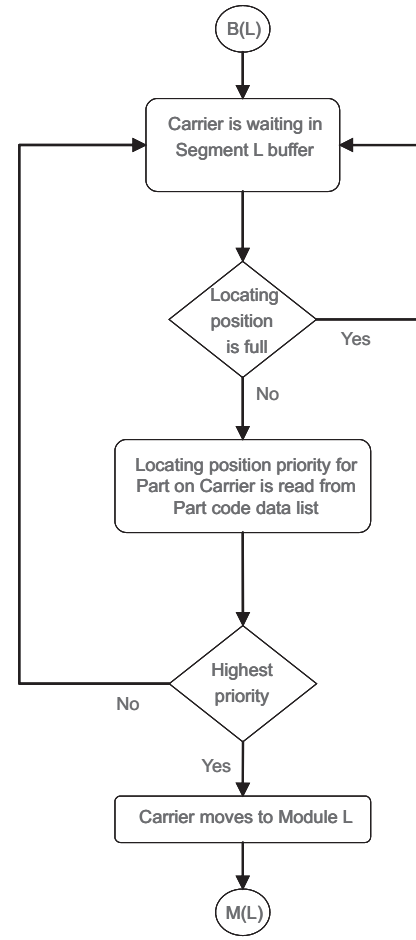 B(L)
Carrier is waiting in
Segment L buffer
Locating
position
is full
Yes
No
Locating position priority for
Part on Carrier is read from
Part code data list
Highest
priority
No
Yes
Carrier moves to Module L
M(L)